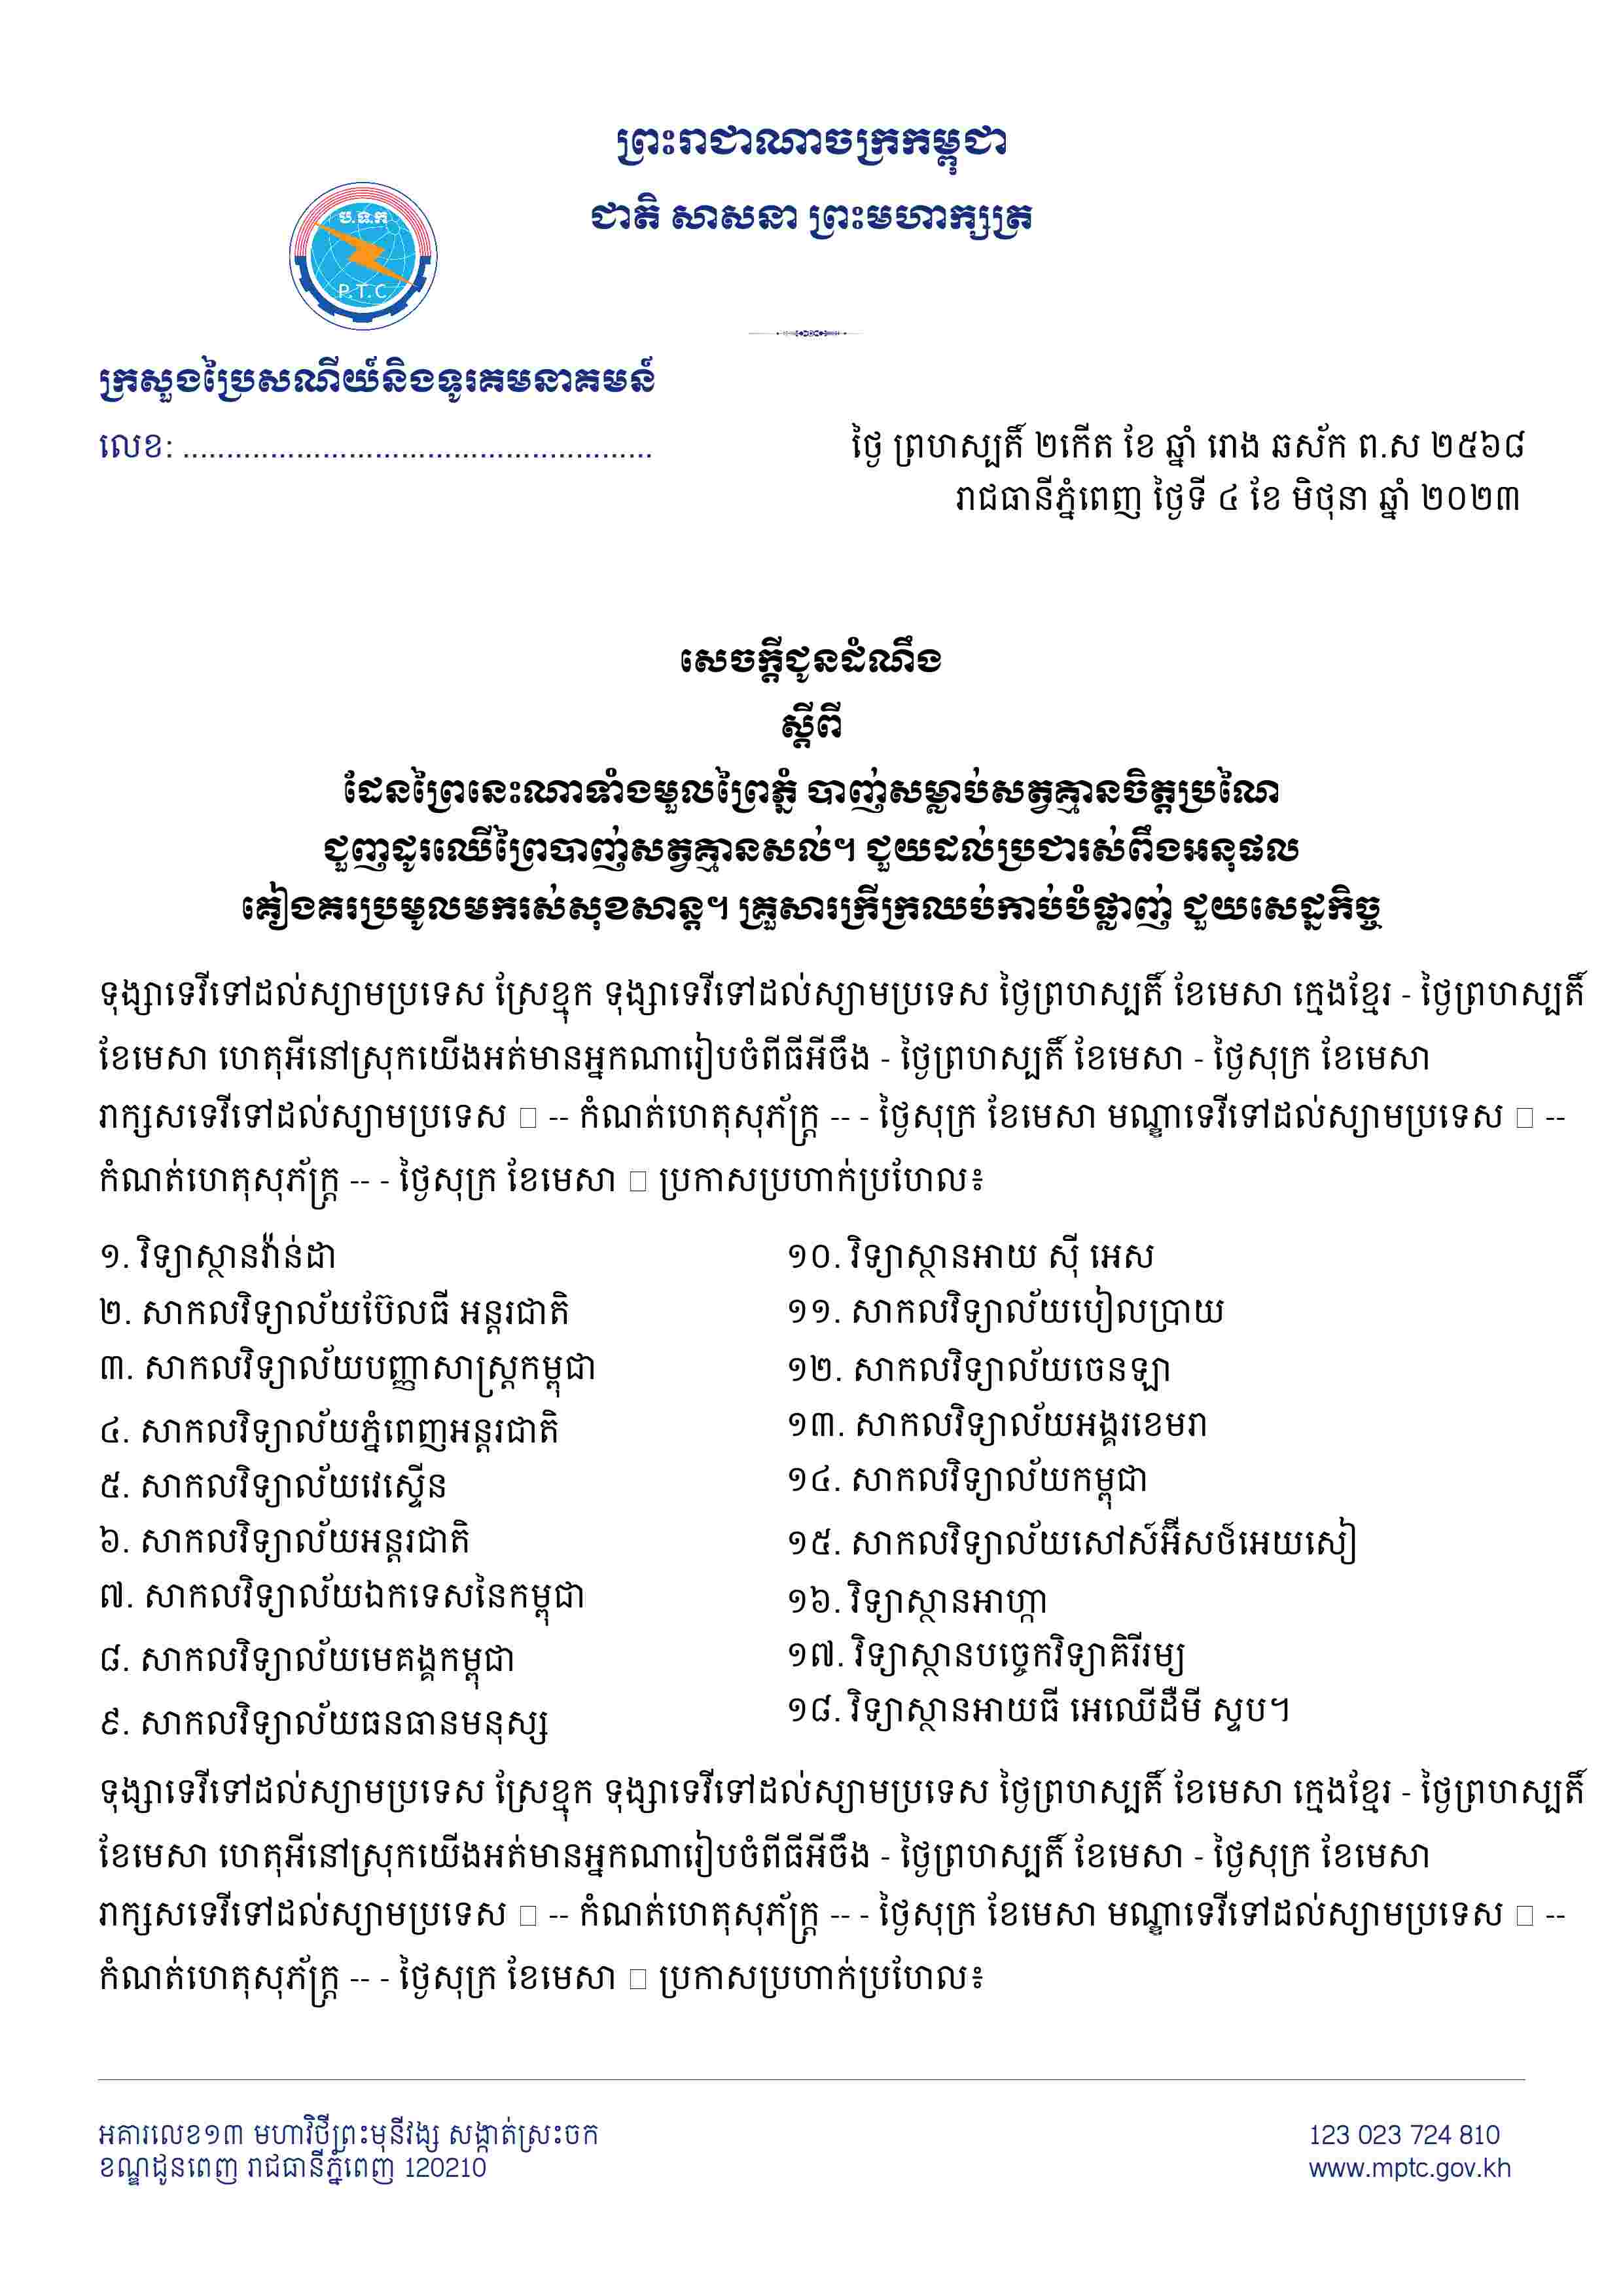 ព្រះរាជាណាចក្រកម្ពុជា
ជាតិ សាសនា ព្រះមហាក្សត្រ
ប.ទ.ក
P.T.C
ក្រសួងប្រៃសណីយ៍និងទូរគមនាគមន៍
លេខ: ......................................................
ថ្ងៃ ព្រហស្បតិ៍ ២កើត ខែ ឆ្នាំ រោង ឆស័ក ព.ស ២៥៦៨
រាជធានីភ្នំពេញ ថ្ងៃទី ៤ ខែ មិថុនា ឆ្នាំ ២០២៣
សេចក្តីជូនដំណឹង
ស្តីពី
ដែនព្រៃនេះណាទាំងមួលព្រៃភ្នំ បាញ់សម្លាប់សត្វគ្មានចិត្តប្រណៃ
ជួញដូរឈើព្រៃបាញ់សត្វគ្មានសល់។ ជួយដល់ប្រជារស់ពឹងអនុផល
គៀងគរប្រមូលមករស់សុខសាន្ត។ គ្រួសារក្រីក្រឈប់កាប់បំផ្លាញ់ ជួយសេដ្ឋកិច្ច
ទុង្សាទេវីទៅដល់ស្យាមប្រទេស ស្រែខ្មុក ទុង្សាទេវីទៅដល់ស្យាមប្រទេស ថ្ងៃព្រហស្បតិ៍ ខែមេសា ក្មេងខ្មែរ - ថ្ងៃព្រហស្បតិ៍
ខែមេសា ហេតុអីនៅស្រុកយើងអត់មានអ្នកណារៀបចំពីធីអីចឹង - ថ្ងៃព្រហស្បតិ៍ ខែមេសា - ថ្ងៃសុក្រ ខែមេសា
រាក្សសទេវីទៅដល់ស្យាមប្រទេស -- កំណត់ហេតុសុភ័ក្ត្រ -- - ថ្ងៃសុក្រ ខែមេសា មណ្ឌាទេវីទៅដល់ស្យាមប្រទេស --
កំណត់ហេតុសុភ័ក្ត្រ -- - ថ្ងៃសុក្រ ខែមេសា ប្រកាសប្រហាក់ប្រហែល៖
១. វិទ្យាស្ថានវ៉ាន់ដា
២. សាកលវិទ្យាល័យប៊ែលធី អន្តរជាតិ
៣. សាកលវិទ្យាល័យបញ្ញាសាស្ត្រកម្ពុជា
៤. សាកលវិទ្យាល័យភ្នំពេញអន្តរជាតិ
៥. សាកលវិទ្យាល័យវេស្ទើន
៦. សាកលវិទ្យាល័យអន្តរជាតិ
៧. សាកលវិទ្យាល័យឯកទេសនៃកម្ពុជា
៨. សាកលវិទ្យាល័យមេគង្គកម្ពុជា
៩. សាកលវិទ្យាល័យធនធានមនុស្ស
១០. វិទ្យាស្ថានអាយ ស៊ី អេស
១១. សាកលវិទ្យាល័យបៀលប្រាយ
១២. សាកលវិទ្យាល័យចេនឡា
១៣. សាកលវិទ្យាល័យអង្គរខេមរា
១៤. សាកលវិទ្យាល័យកម្ពុជា
១៥. សាកលវិទ្យាល័យសៅស៍អ៊ីសថ៍អេយសៀ
១៦. វិទ្យាស្ថានអាហ្កា
១៧. វិទ្យាស្ថានបច្ចេកវិទ្យាគិរីរម្យ
១៨. វិទ្យាស្ថានអាយធី អេឈើដឺមី ស្ទប។
ទុង្សាទេវីទៅដល់ស្យាមប្រទេស ស្រែខ្មុក ទុង្សាទេវីទៅដល់ស្យាមប្រទេស ថ្ងៃព្រហស្បតិ៍ ខែមេសា ក្មេងខ្មែរ - ថ្ងៃព្រហស្បតិ៍
ខែមេសា ហេតុអីនៅស្រុកយើងអត់មានអ្នកណារៀបចំពីធីអីចឹង - ថ្ងៃព្រហស្បតិ៍ ខែមេសា - ថ្ងៃសុក្រ ខែមេសា
រាក្សសទេវីទៅដល់ស្យាមប្រទេស -- កំណត់ហេតុសុភ័ក្ត្រ -- - ថ្ងៃសុក្រ ខែមេសា មណ្ឌាទេវីទៅដល់ស្យាមប្រទេស --
កំណត់ហេតុសុភ័ក្ត្រ -- - ថ្ងៃសុក្រ ខែមេសា ប្រកាសប្រហាក់ប្រហែល៖
អគារលេខ១៣ មហាវិថីព្រះមុនីវង្ស សង្កាត់ស្រះចក
ខណ្ឌដូនពេញ រាជធានីភ្នំពេញ 120210
123 023 724 810
www.mptc.gov.kh